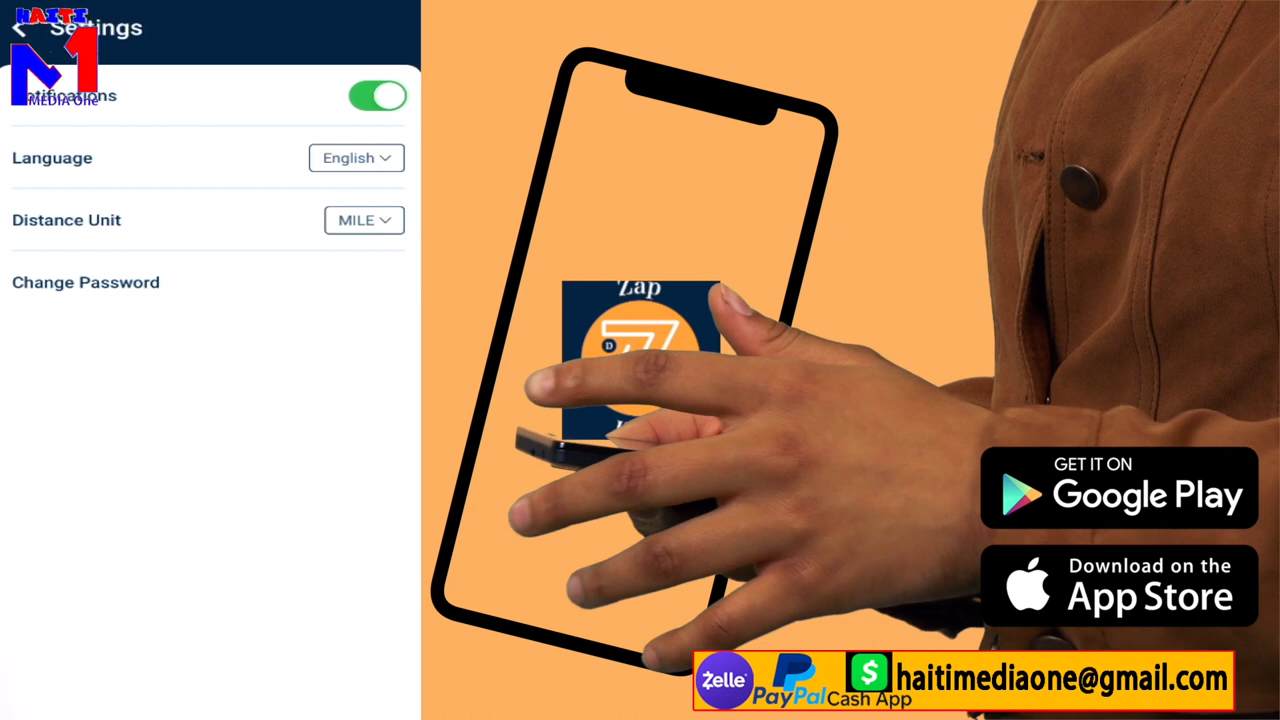 HAITI
M1
MEDIA One
Settings
Notifications
Language
English
Distance Unit
MILE
Change Password
Zap
D
GET IT ON
Google Play
Download on the
App Store
Zelle
PayPal
$
Cash App
haitimediaone@gmail.com